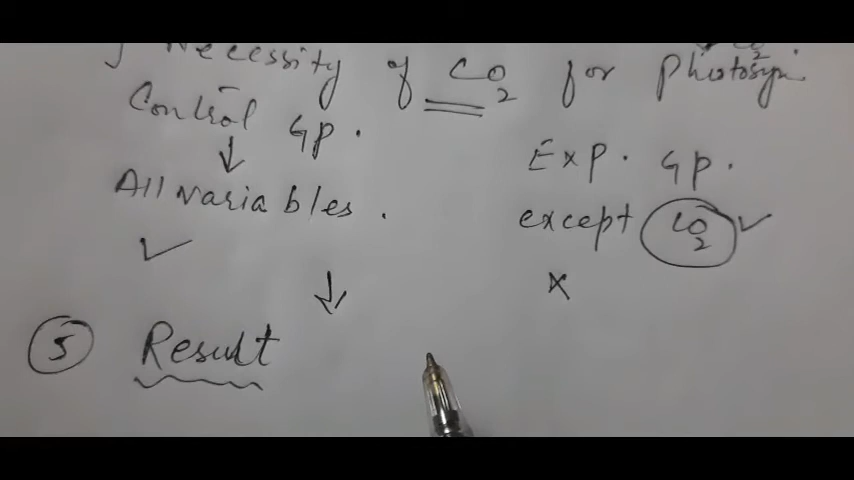 Necessity of CO2 for Photosyn.
Control Gp.
Exp. Gp.
All variables.
except CO2 ✓
✓
x
5 Result